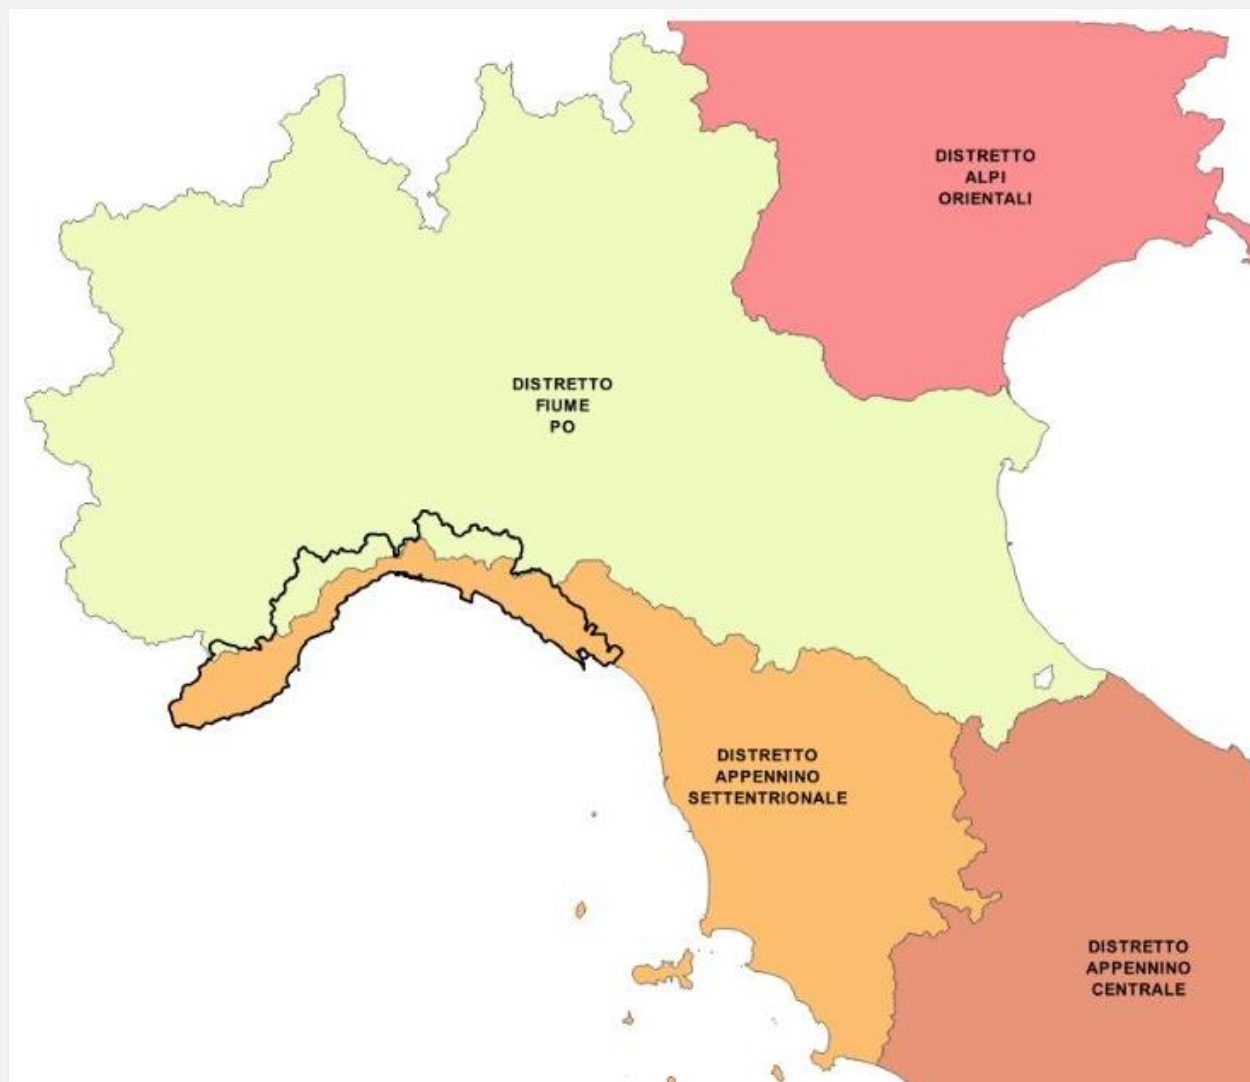 DISTRETTO
ALPI
ORIENTALI
DISTRETTO
FIUME
PO
DISTRETTO
APPENNINO
SETTENTRIONALE
DISTRETTO
APPENNINO
CENTRALE